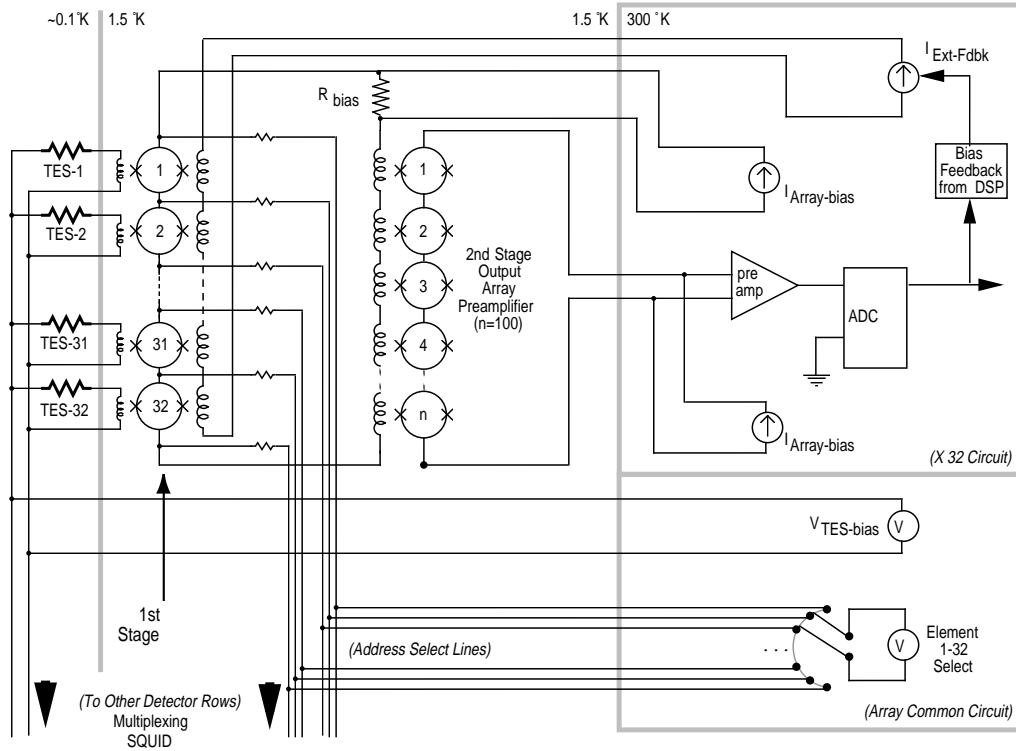 ~0.1°K
1.5 °K
1.5 °K
300 °K
I Ext-Fdbk
R bias
TES-1
1
1
I Array-bias
Bias
Feedback
from DSP
TES-2
2
2
2nd Stage
Output
Array
Preamplifier
(n=100)
3
pre
amp
ADC
TES-31
31
4
TES-32
32
n
I Array-bias
(X 32 Circuit)
V TES-bias
V
1st
Stage
(Address Select Lines)
. . .
V
Element
1-32
Select
(To Other Detector Rows)
Multiplexing
SQUID
(Array Common Circuit)